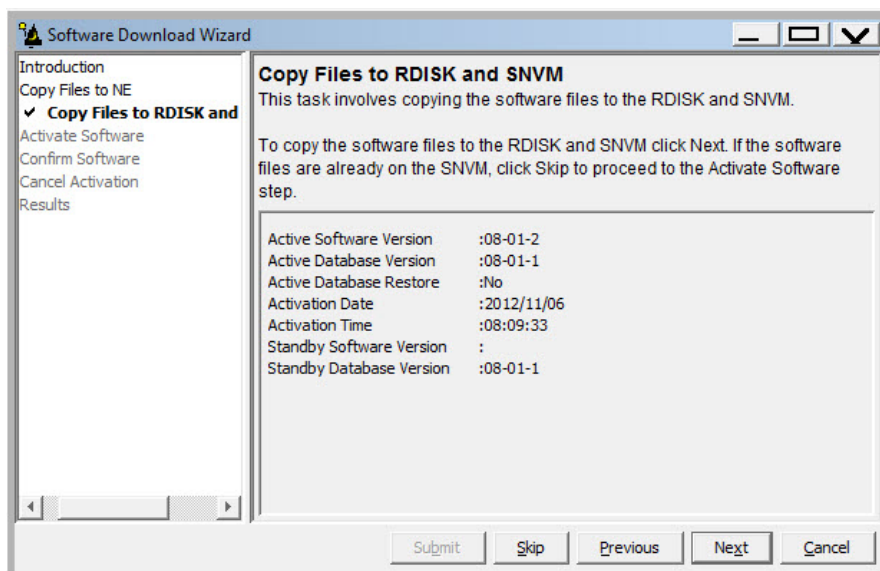 Software Download Wizard
Introduction
Copy Files to NE
Copy Files to RDISK and
Activate Software
Confirm Software
Cancel Activation
Results
Copy Files to RDISK and SNVM
This task involves copying the software files to the RDISK and SNVM.
To copy the software files to the RDISK and SNVM click Next. If the software
files are already on the SNVM, click Skip to proceed to the Activate Software
step.
Active Software Version :08-01-2
Active Database Version :08-01-1
Active Database Restore :No
Activation Date :2012/11/06
Activation Time :08:09:33
Standby Software Version :
Standby Database Version :08-01-1
Submit Skip Previous Next Cancel